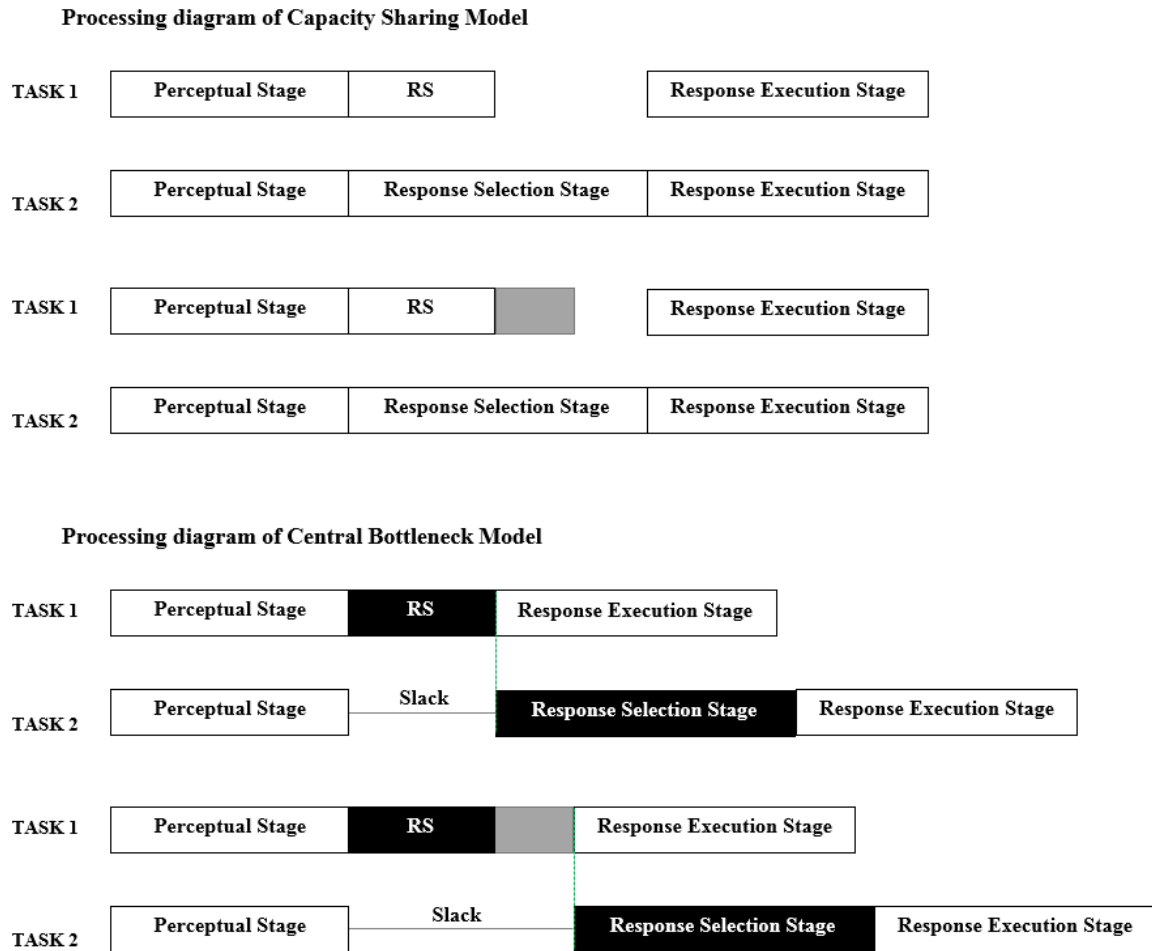 Processing diagram of Capacity Sharing Model
TASK 1 Perceptual Stage RS Response Execution Stage
TASK 2 Perceptual Stage Response Selection Stage Response Execution Stage
TASK 1 Perceptual Stage RS Response Execution Stage
TASK 2 Perceptual Stage Response Selection Stage Response Execution Stage
Processing diagram of Central Bottleneck Model
TASK 1 Perceptual Stage RS Response Execution Stage
TASK 2 Perceptual Stage Slack Response Selection Stage Response Execution Stage
TASK 1 Perceptual Stage RS Response Execution Stage
TASK 2 Perceptual Stage Slack Response Selection Stage Response Execution Stage